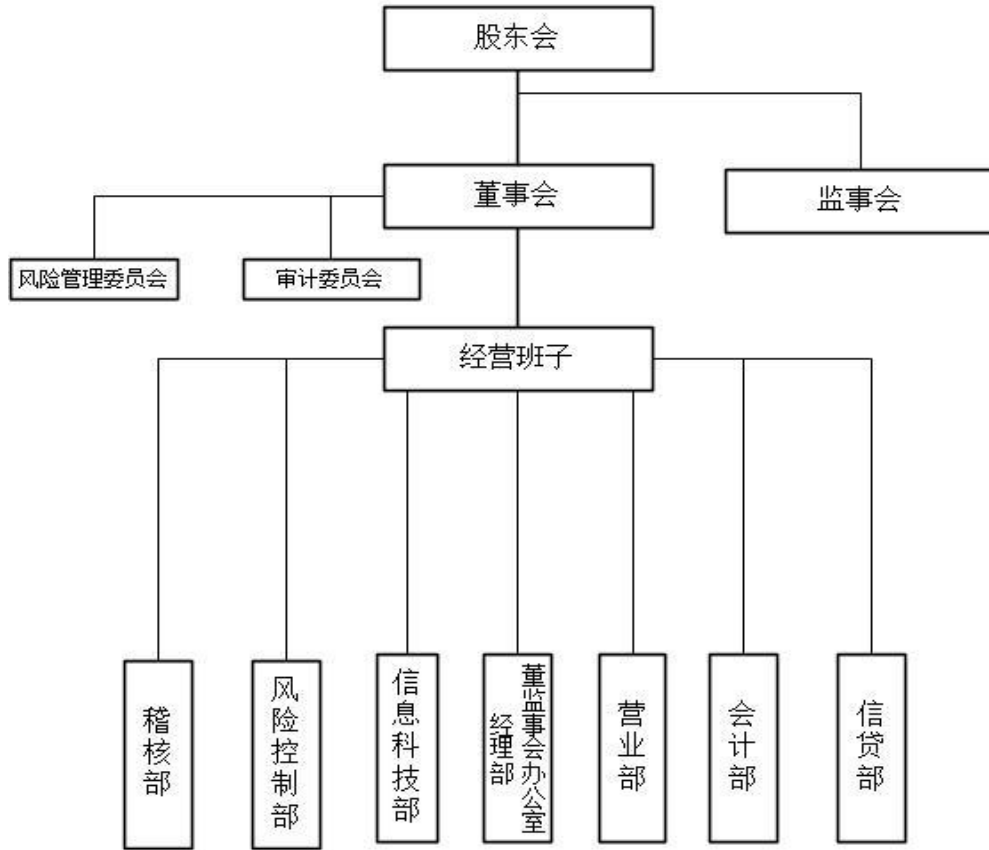 股东会
董事会
监事会
风险管理委员会
审计委员会
经营班子
稽核部
风险控制部
信息科技部
董监事会办公室
经理部
营业部
会计部
信贷部